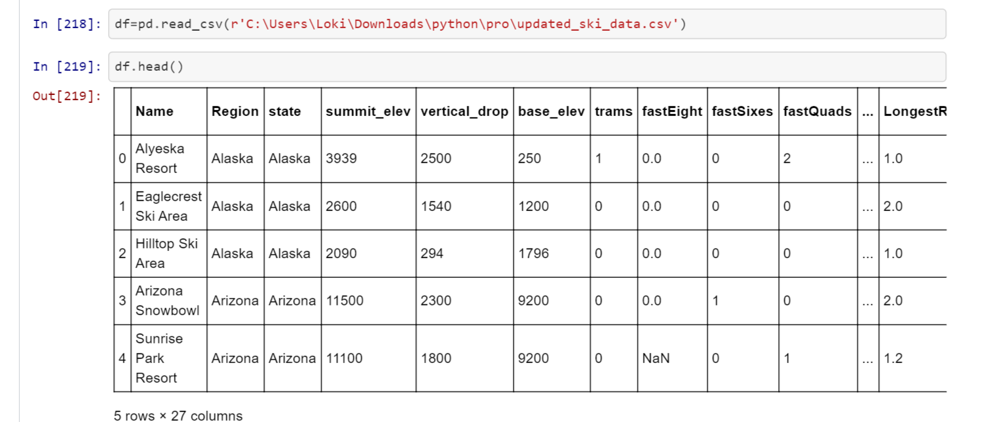 In [218]: df=pd.read_csv(r'C:\Users\Loki\Downloads\python\pro\updated_ski_data.csv')
In [219]: df.head()
Out[219]:
Name Region state summit_elev vertical_drop base_elev trams fastEight fastSixes fastQuads ... LongestR
0 Alyeska Resort Alaska Alaska 3939 2500 250 1 0.0 0 2 ... 1.0
1 Eaglecrest Ski Area Alaska Alaska 2600 1540 1200 0 0.0 0 0 ... 2.0
2 Hilltop Ski Area Alaska Alaska 2090 294 1796 0 0.0 0 0 ... 1.0
3 Arizona Snowbowl Arizona Arizona 11500 2300 9200 0 0.0 1 0 ... 2.0
4 Sunrise Park Resort Arizona Arizona 11100 1800 9200 0 NaN 0 1 ... 1.2
5 rows × 27 columns